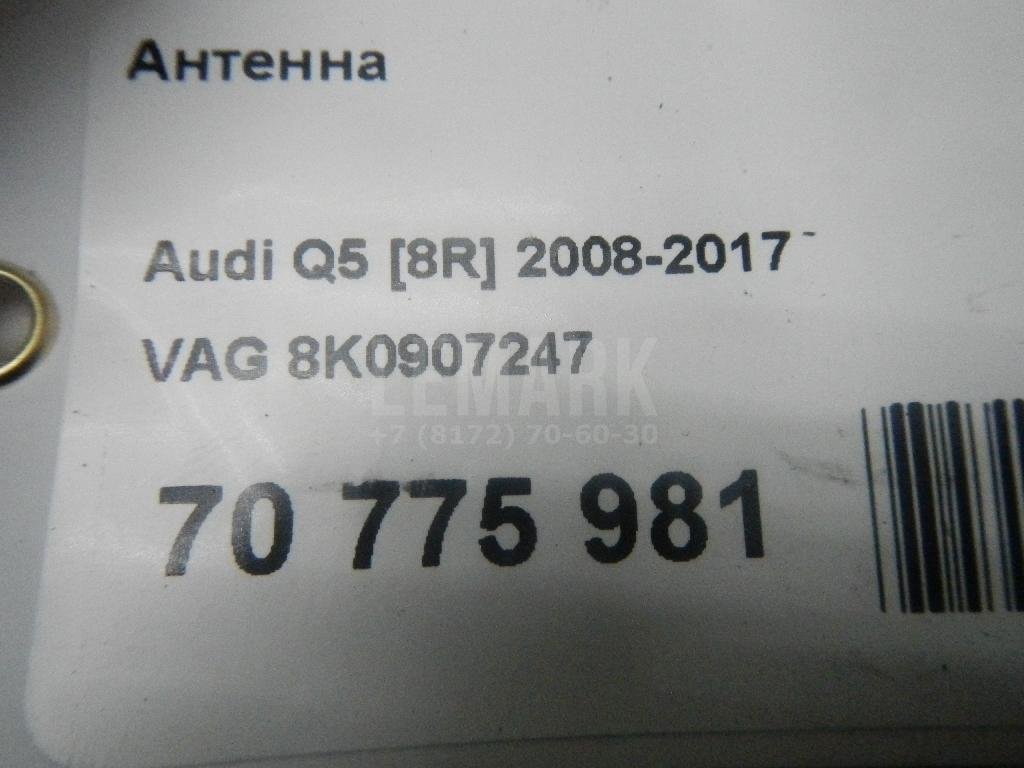 Антенна
Audi Q5 [8R] 2008-2017
VAG 8K0907247
LEMARK
+7 (8172) 70-60-30
70 775 981